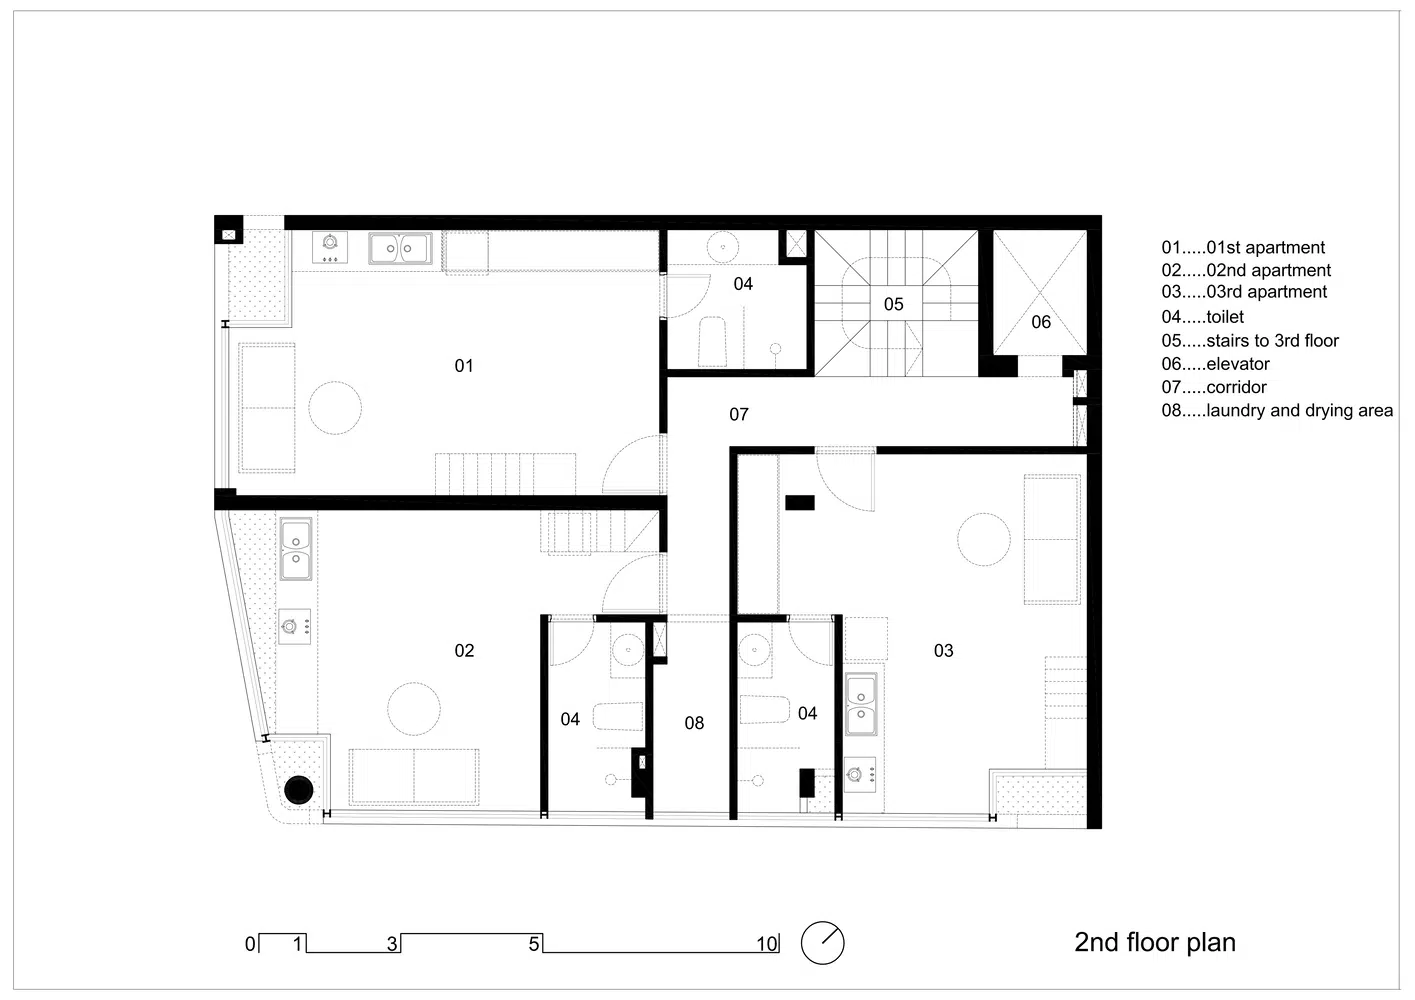 01.....01st apartment
02.....02nd apartment
03.....03rd apartment
04.....toilet
05.....stairs to 3rd floor
06.....elevator
07.....corridor
08.....laundry and drying area
04
05
06
01
07
02
03
04
08
04
0 1 3 5 10
2nd floor plan